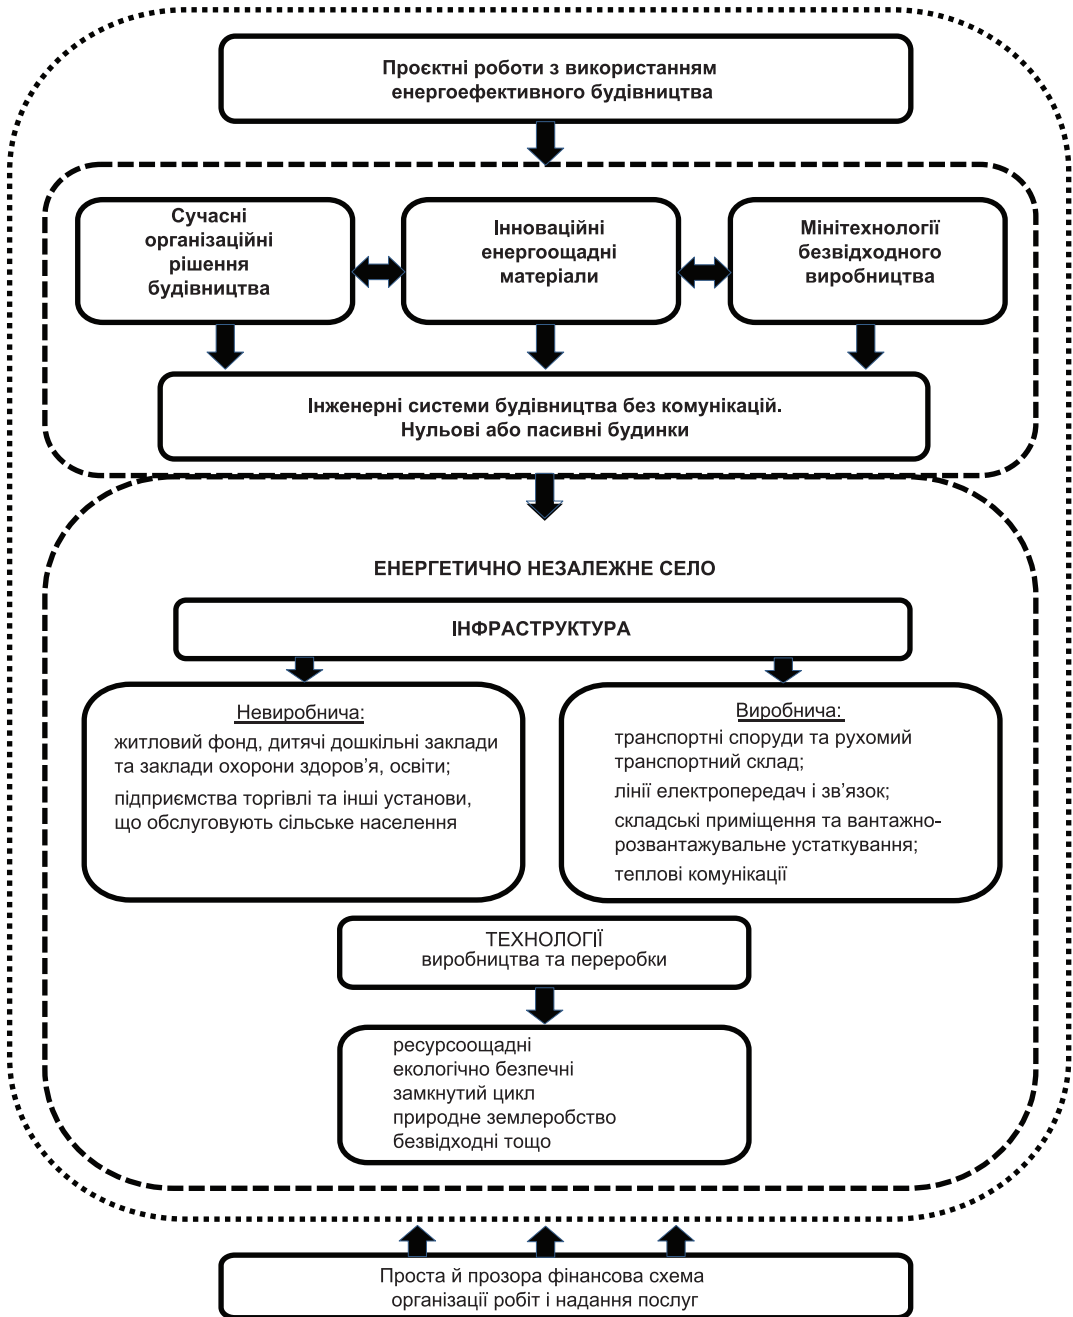 Проєктні роботи з використанням
енергоефективного будівництва
Сучасні
організаційні
рішення
будівництва
Інноваційні
енергоощадні
матеріали
Мінітехнології
безвідходного
виробництва
Інженерні системи будівництва без комунікацій.
Нульові або пасивні будинки
ЕНЕРГЕТИЧНО НЕЗАЛЕЖНЕ СЕЛО
ІНФРАСТРУКТУРА
Невиробнича:
житловий фонд, дитячі дошкільні заклади
та заклади охорони здоров’я, освіти;
підприємства торгівлі та інші установи,
що обслуговують сільське населення
Виробнича:
транспортні споруди та рухомий
транспортний склад;
лінії електропередач і зв’язок;
складські приміщення та вантажно-
розвантажувальне устаткування;
теплові комунікації
ТЕХНОЛОГІЇ
виробництва та переробки
ресурсоощадні
екологічно безпечні
замкнутий цикл
природне землеробство
безвідходні тощо
Проста й прозора фінансова схема
організації робіт і надання послуг